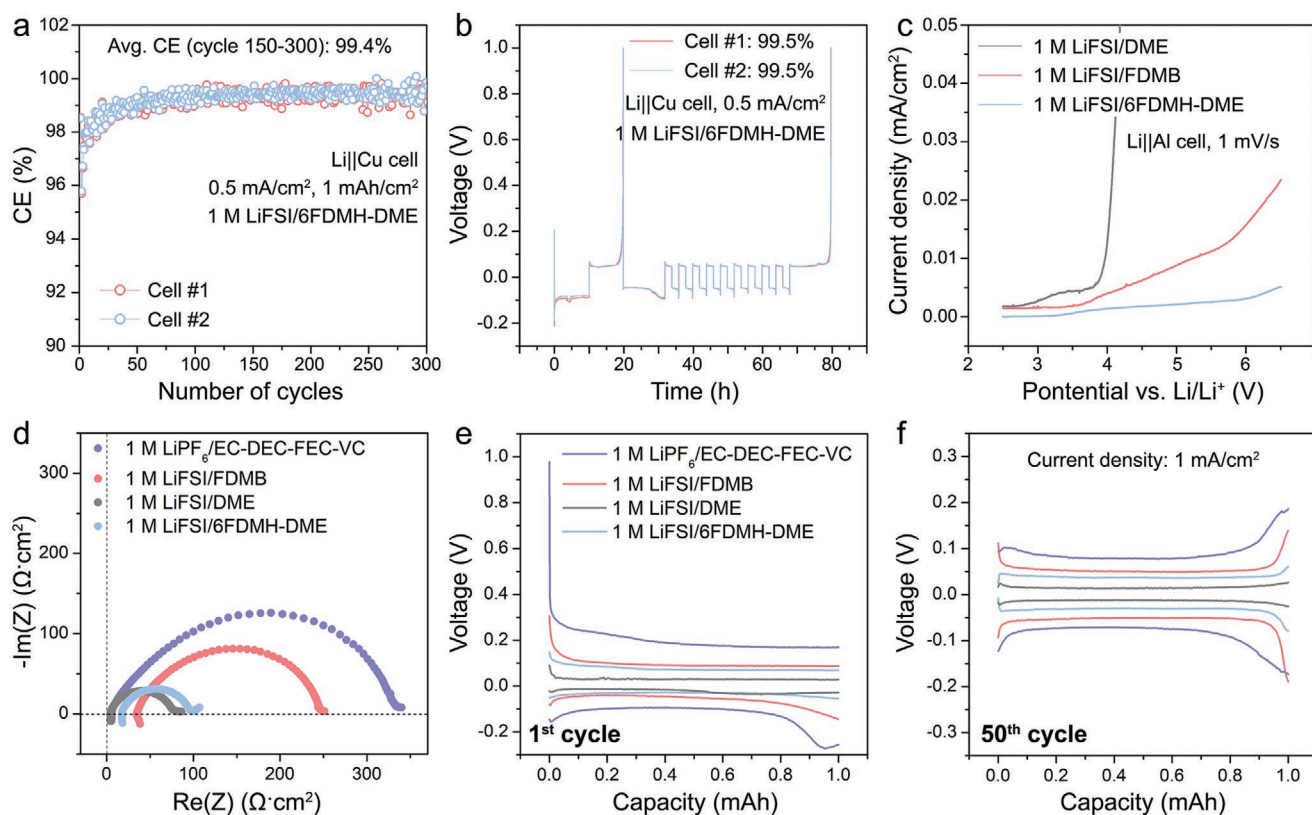 a
Avg. CE (cycle 150-300): 99.4%
Li||Cu cell
0.5 mA/cm², 1 mAh/cm²
1 M LiFSI/6FDMH-DME
Cell #1
Cell #2
CE (%)
102
100
98
96
94
92
90
0
50
100
150
200
250
300
Number of cycles
b
Cell #1: 99.5%
Cell #2: 99.5%
Li||Cu cell, 0.5 mA/cm²
1 M LiFSI/6FDMH-DME
Voltage (V)
1.0
0.8
0.6
0.4
0.2
0.0
-0.2
0
20
40
60
80
Time (h)
c
1 M LiFSI/DME
1 M LiFSI/FDMB
1 M LiFSI/6FDMH-DME
Li||Al cell, 1 mV/s
Current density (mA/cm²)
0.05
0.04
0.03
0.02
0.01
0.00
2
3
4
5
6
Pontential vs. Li/Li⁺ (V)
d
1 M LiPF₆/EC-DEC-FEC-VC
1 M LiFSI/FDMB
1 M LiFSI/DME
1 M LiFSI/6FDMH-DME
-Im(Z) (Ω·cm²)
300
200
100
0
0
100
200
300
Re(Z) (Ω·cm²)
e
1 M LiPF₆/EC-DEC-FEC-VC
1 M LiFSI/FDMB
1 M LiFSI/DME
1 M LiFSI/6FDMH-DME
1st cycle
Voltage (V)
1.0
0.8
0.6
0.4
0.2
0.0
-0.2
0.0
0.2
0.4
0.6
0.8
1.0
Capacity (mAh)
f
Current density: 1 mA/cm²
50th cycle
Voltage (V)
0.3
0.2
0.1
0.0
-0.1
-0.2
-0.3
0.0
0.2
0.4
0.6
0.8
1.0
Capacity (mAh)